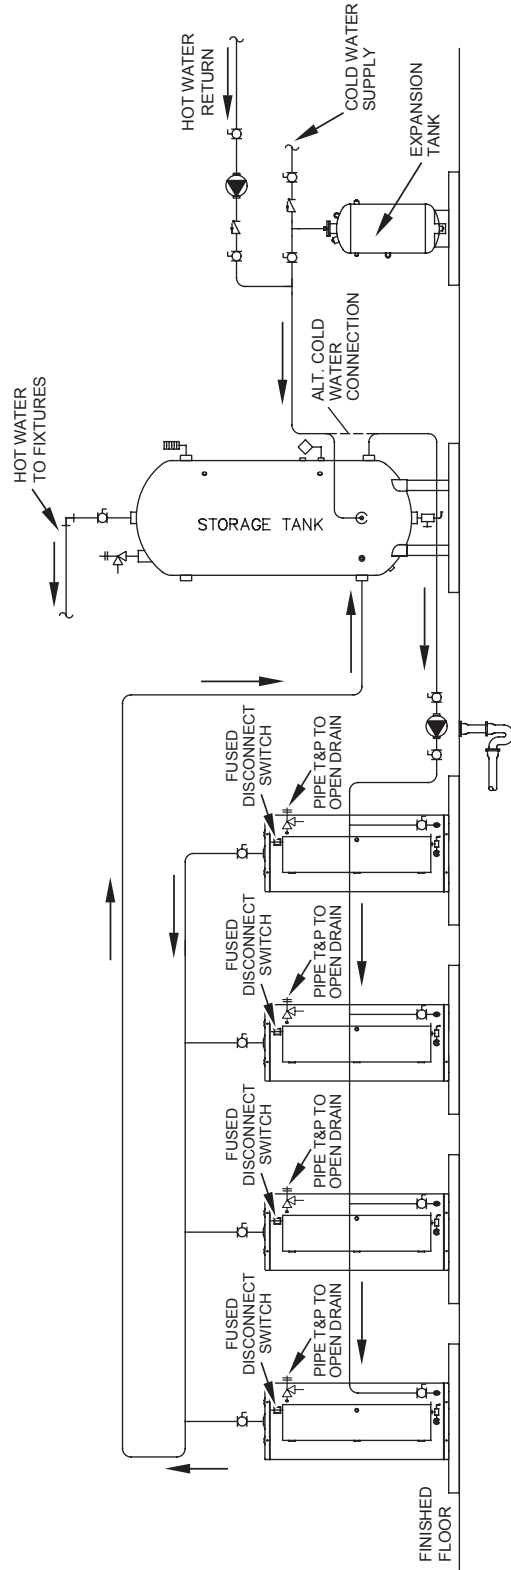 HOT WATER
TO FIXTURES
HOT WATER
RETURN
COLD WATER
SUPPLY
ALT. COLD
WATER
CONNECTION
EXPANSION
TANK
STORAGE TANK
FUSED
DISCONNECT
SWITCH
PIPE T&P TO
OPEN DRAIN
FUSED
DISCONNECT
SWITCH
PIPE T&P TO
OPEN DRAIN
FUSED
DISCONNECT
SWITCH
PIPE T&P TO
OPEN DRAIN
FUSED
DISCONNECT
SWITCH
PIPE T&P TO
OPEN DRAIN
FINISHED
FLOOR